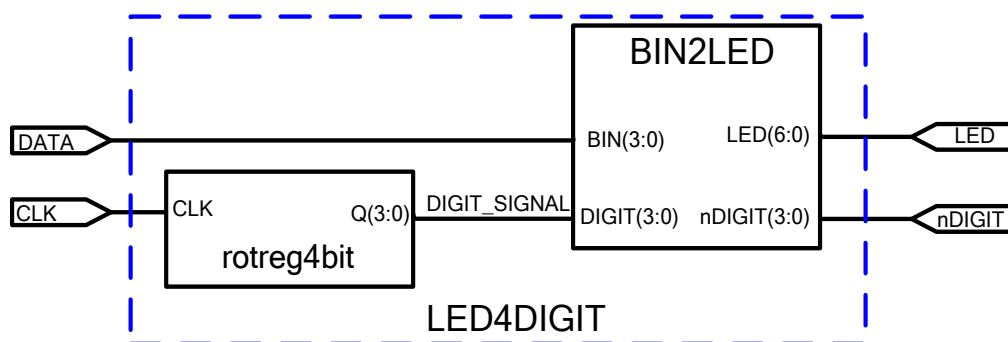 BIN2LED
DATA
BIN(3:0)
LED(6:0)
LED
CLK
CLK
Q(3:0)
DIGIT_SIGNAL
DIGIT(3:0)
nDIGIT(3:0)
nDIGIT
rotreg4bit
LED4DIGIT